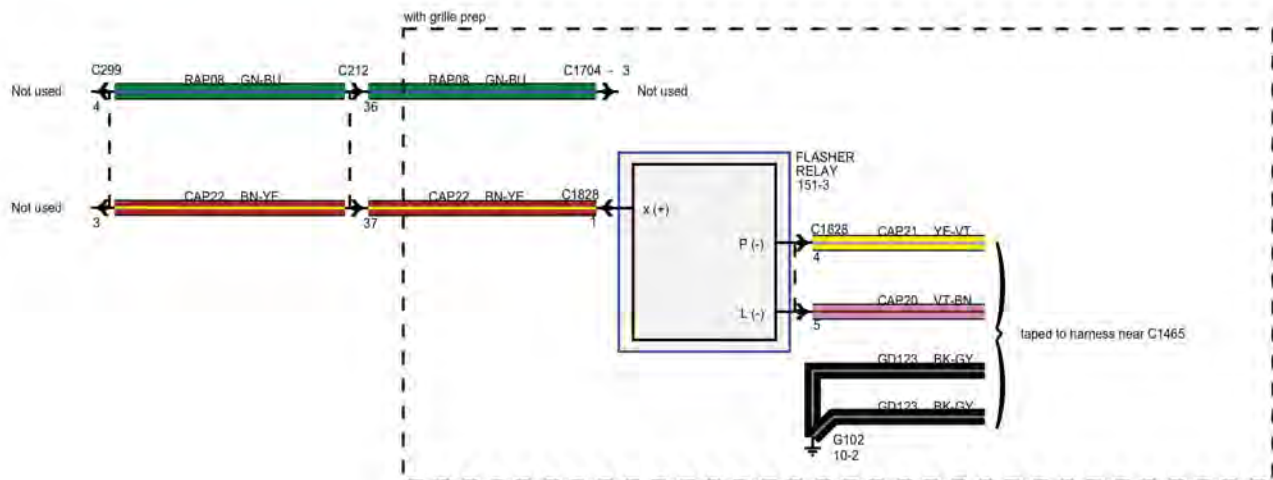 with grille prep
C299
RAP08 GN-BU
C212
RAP08 GN-BU
C1704 - 3
Not used
4
36
Not used
FLASHER
RELAY
151-3
Not used
CAP22 BN-YE
CAP22 BN-YE
C1828
x (+)
3
37
1
P (-)
C1828
CAP21 YE-VT
4
L (-)
CAP20 VT-BN
5
taped to harness near C1465
GD123 BK-GY
GD123 BK-GY
G102
10-2